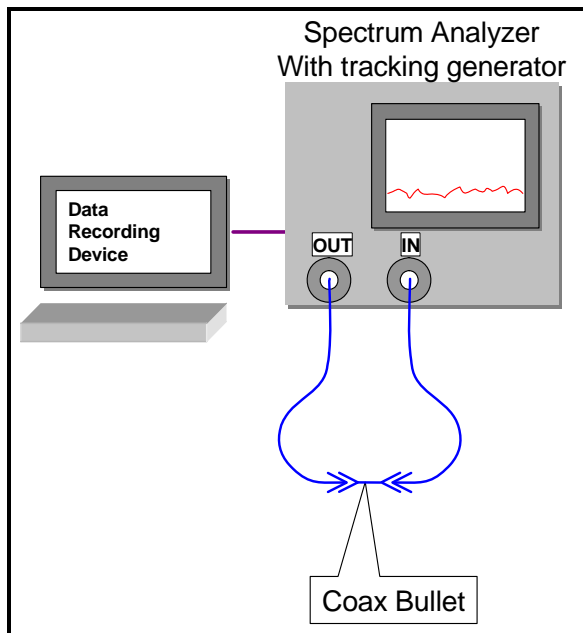 Spectrum Analyzer
With tracking generator
Data
Recording
Device
OUT
IN
Coax Bullet